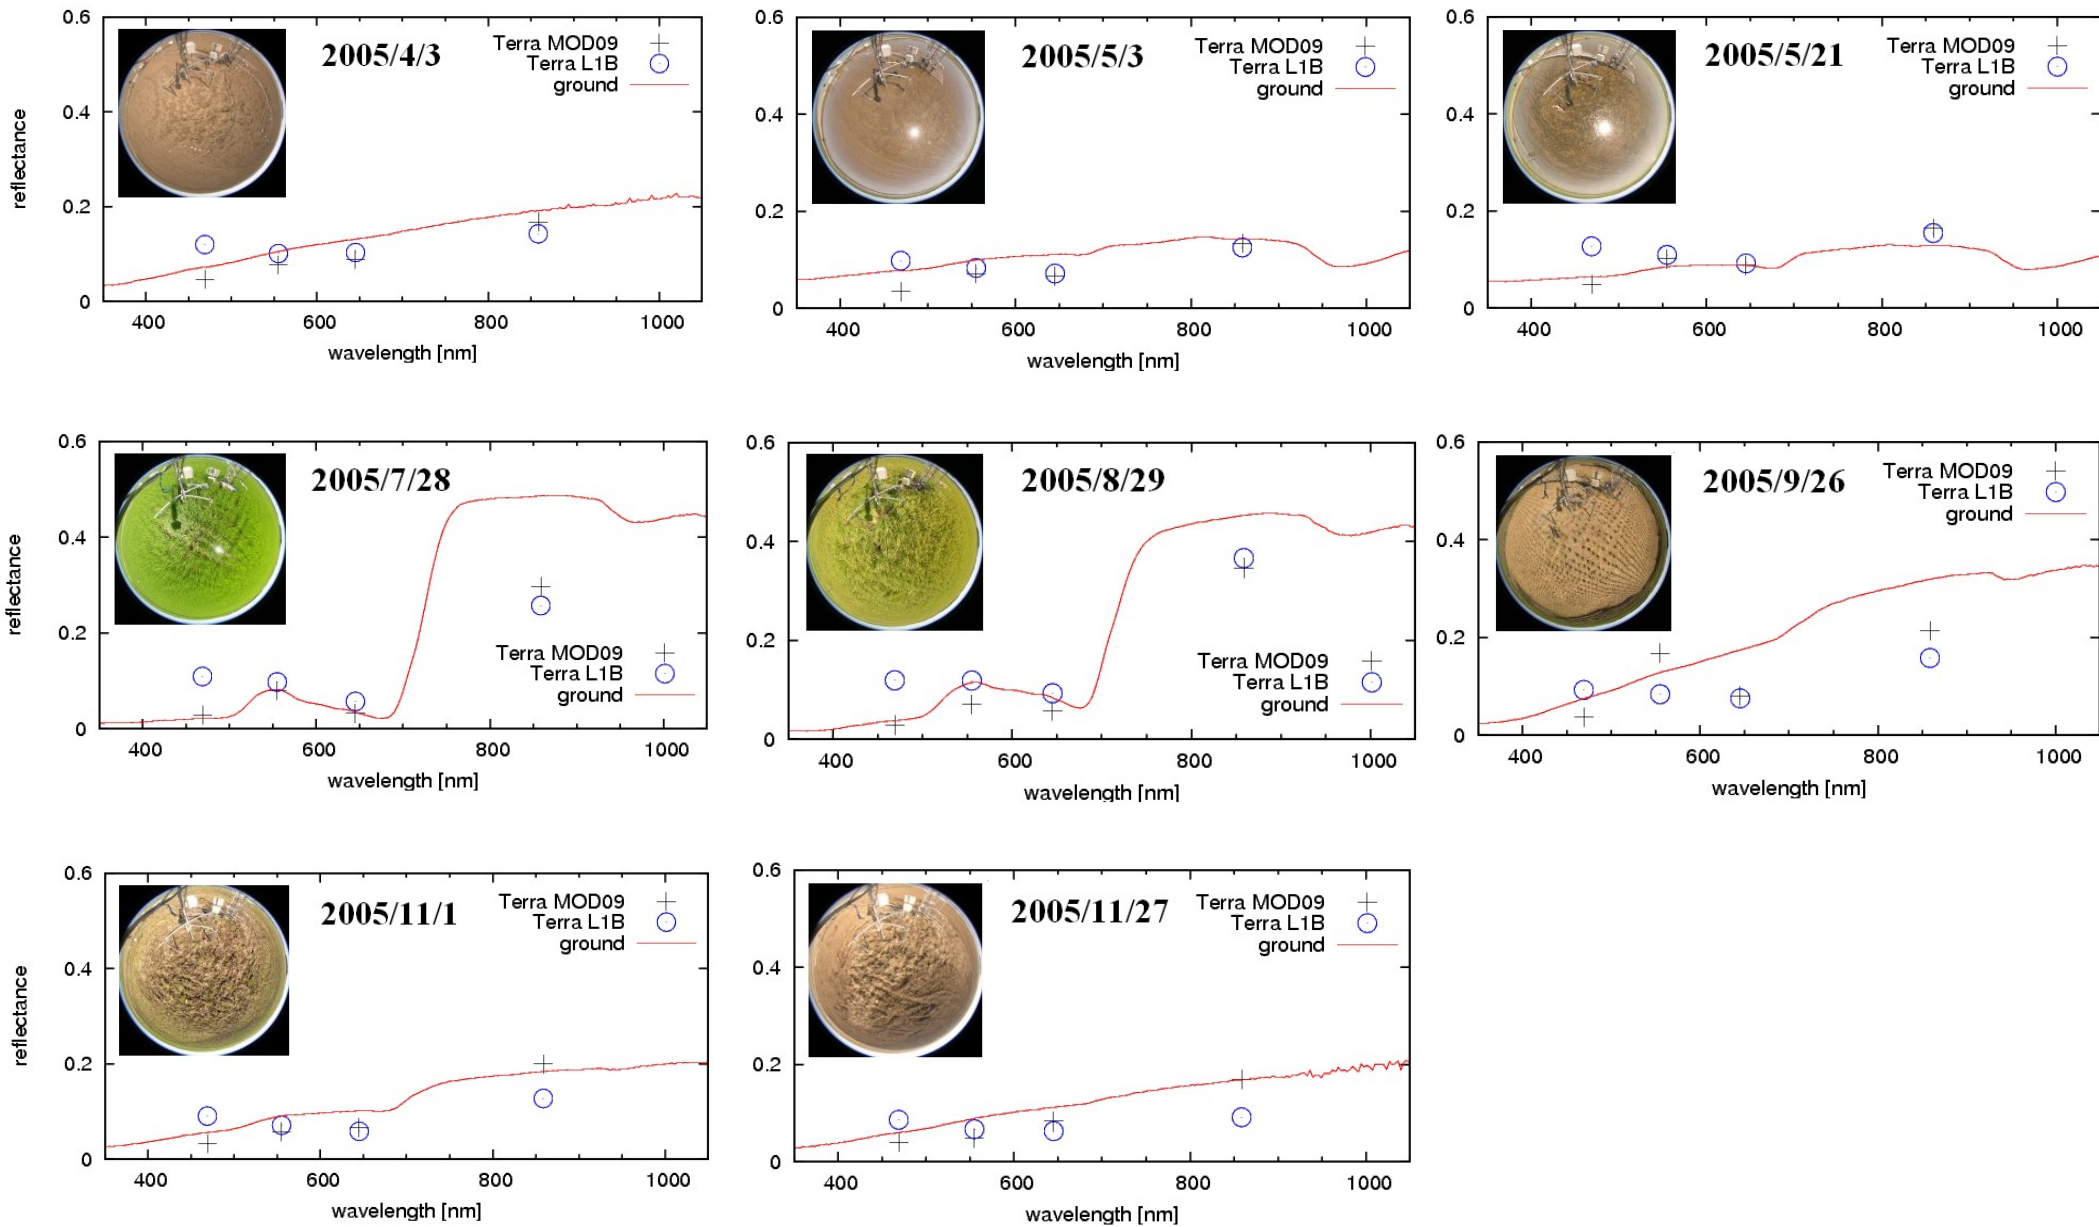 0.6
0.4
0.2
0
reflectance
2005/4/3
Terra MOD09
Terra L1B
ground
400
600
800
1000
wavelength [nm]
0.6
0.4
0.2
0
2005/5/3
Terra MOD09
Terra L1B
ground
400
600
800
1000
wavelength [nm]
0.6
0.4
0.2
0
2005/5/21
Terra MOD09
Terra L1B
ground
400
600
800
1000
wavelength [nm]
0.6
0.4
0.2
0
reflectance
2005/7/28
Terra MOD09
Terra L1B
ground
400
600
800
1000
wavelength [nm]
0.6
0.4
0.2
0
2005/8/29
Terra MOD09
Terra L1B
ground
400
600
800
1000
wavelength [nm]
0.6
0.4
0.2
0
2005/9/26
Terra MOD09
Terra L1B
ground
400
600
800
1000
wavelength [nm]
0.6
0.4
0.2
0
reflectance
2005/11/1
Terra MOD09
Terra L1B
ground
400
600
800
1000
wavelength [nm]
0.6
0.4
0.2
0
2005/11/27
Terra MOD09
Terra L1B
ground
400
600
800
1000
wavelength [nm]